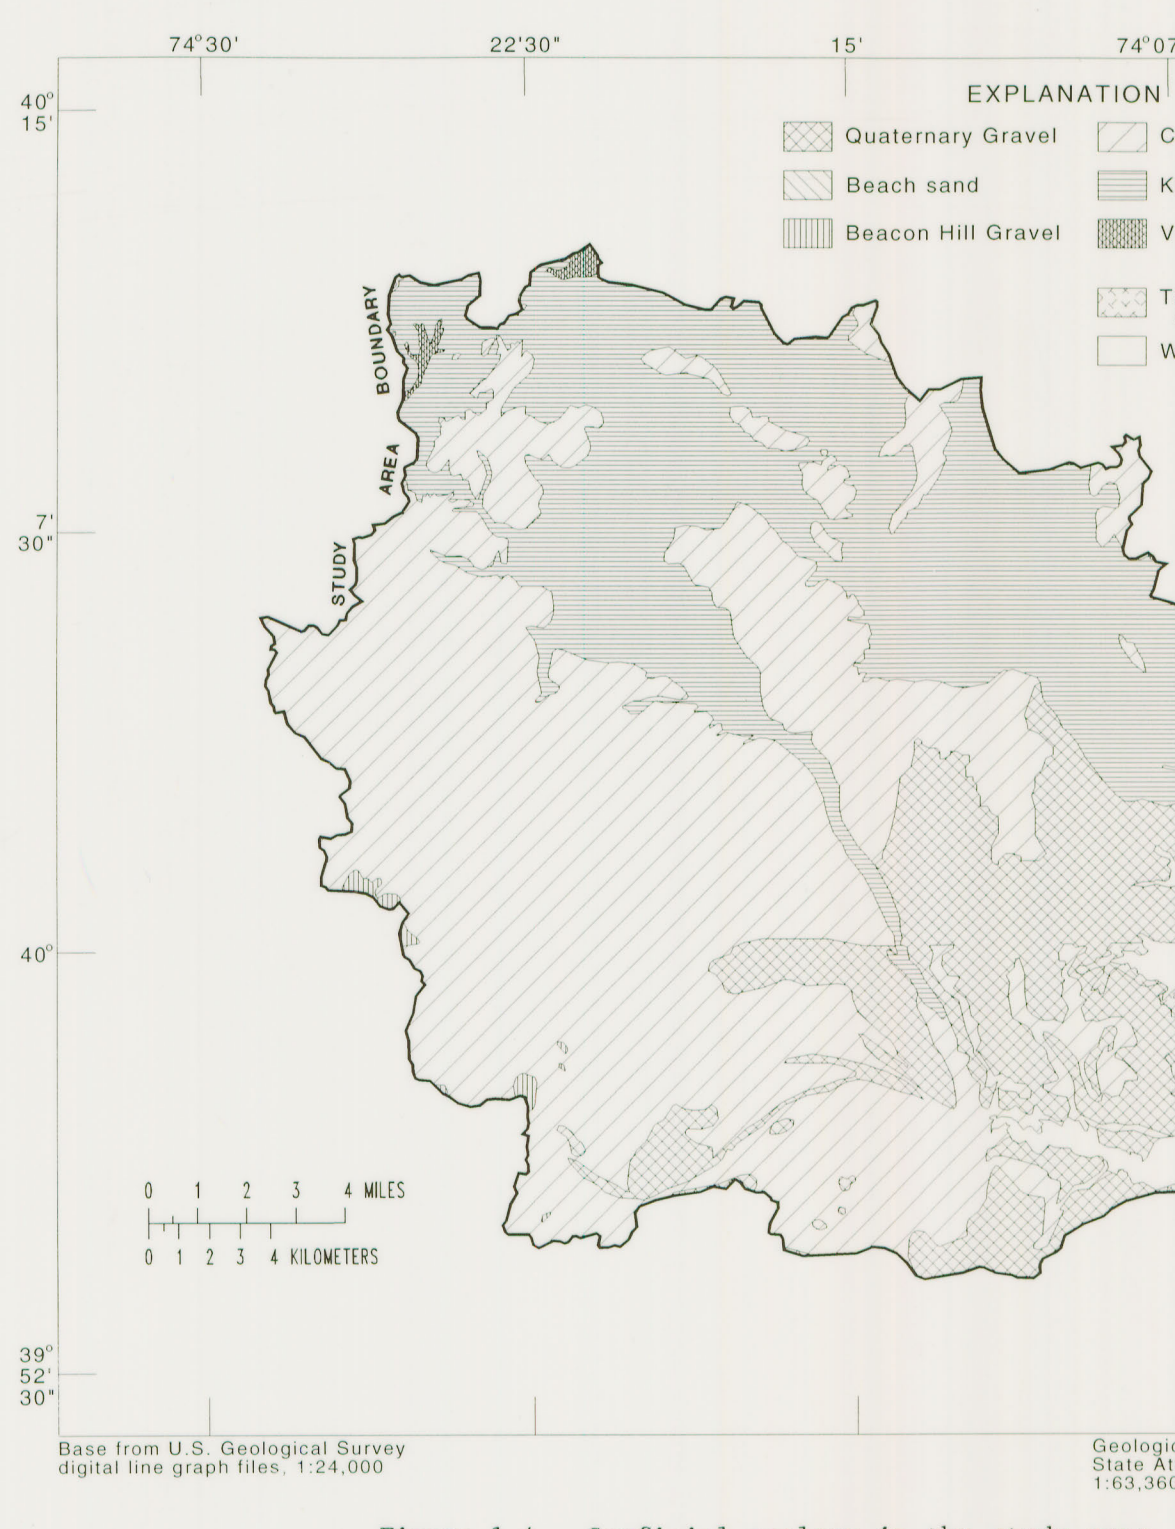 74°30'
22'30"
15'
74°07
40°
15'
EXPLANATION
Quaternary Gravel
C
Beach sand
K
Beacon Hill Gravel
V
T
W
STUDY AREA BOUNDARY
7'
30"
40°
0 1 2 3 4 MILES
0 1 2 3 4 KILOMETERS
39°
52'
30"
Base from U.S. Geological Survey
digital line graph files, 1:24,000
Geologic
State At
1:63,360